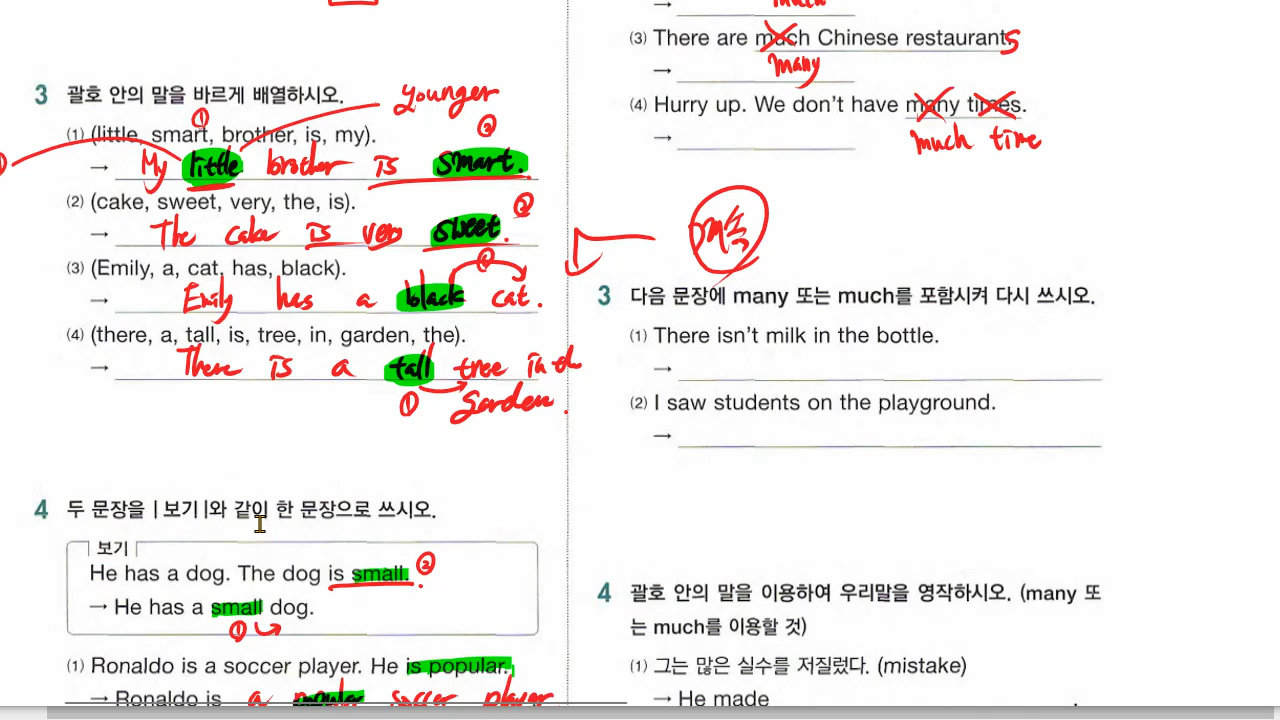 3 괄호 안의 말을 바르게 배열하시오.
younger
①
②
(1) (little, smart, brother, is, my).
→ My little brother is smart.
(2) (cake, sweet, very, the, is).
②
→ The cake is very sweet.
(3) (Emily, a, cat, has, black).
①
→ Emily has a black cat.
(4) (there, a, tall, is, tree, in, garden, the).
→ There is a tall tree in the
① garden.
4 두 문장을 | 보기 |와 같이 한 문장으로 쓰시오.
보기
He has a dog. The dog is small. ②
→ He has a small dog.
①
(1) Ronaldo is a soccer player. He is popular.
→ Ronaldo is a popular soccer player
→ much
(3) There are much Chinese restaurants
→ many
(4) Hurry up. We don't have many times.
→ much time
3 다음 문장에 many 또는 much를 포함시켜 다시 쓰시오.
(1) There isn't milk in the bottle.
→
(2) I saw students on the playground.
→
4 괄호 안의 말을 이용하여 우리말을 영작하시오. (many 또
는 much를 이용할 것)
(1) 그는 많은 실수를 저질렀다. (mistake)
→ He made .